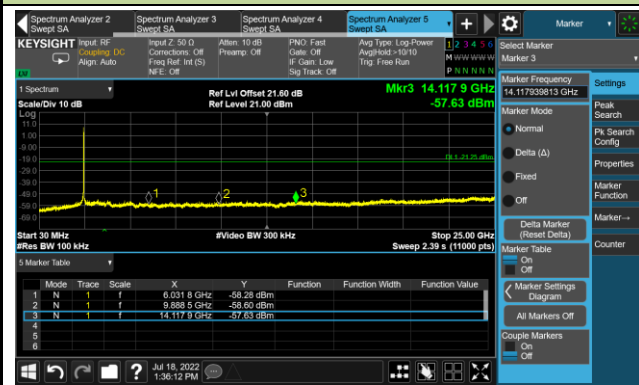 Spectrum Analyzer 2 Spectrum Analyzer 3 Spectrum Analyzer 4 Spectrum Analyzer 5 Marker
Swept SA Swept SA Swept SA Swept SA
KEYSIGHT Input: RF Input Z: 50 Ω Atten: 10 dB PNO: Fast Avg Type: Log-Power 1 2 3 4 5 6
Coupling: DC Corrections: Off Preamp: Off Gate: Off Avg|Hold:>10/10 M W W W W W
Align: Auto Freq Ref: Int (S) IF Gain: Low Trig: Free Run
NFE: Off Sig Track: Off P N N N N N
LXI
Select Marker
Marker 3
1 Spectrum Ref Lvl Offset 21.60 dB Mkr3 14.117 9 GHz
Scale/Div 10 dB Ref Level 21.00 dBm -57.63 dBm
Log
11.0
1.00
-9.00
-19.0
DL1 -21.25 dBm
-29.0
-39.0
-49.0
1 2 3
-59.0
-69.0
Start 30 MHz #Video BW 300 kHz Stop 25.00 GHz
#Res BW 100 kHz Sweep 2.39 s (11000 pts)
5 Marker Table
Mode Trace Scale X Y Function Function Width Function Value
1 N 1 f 6.031 8 GHz -58.28 dBm
2 N 1 f 9.888 5 GHz -58.60 dBm
3 N 1 f 14.117 9 GHz -57.63 dBm
4
5
6
Jul 18, 2022
1:36:12 PM
Marker Frequency
14.117939813 GHz
Marker Mode
Normal
Delta (Δ)
Fixed
Off
Delta Marker
(Reset Delta)
Marker Table
On
Off
Marker Settings
Diagram
All Markers Off
Couple Markers
On
Off
Settings
Peak
Search
Pk Search
Config
Properties
Marker
Function
Marker→
Counter